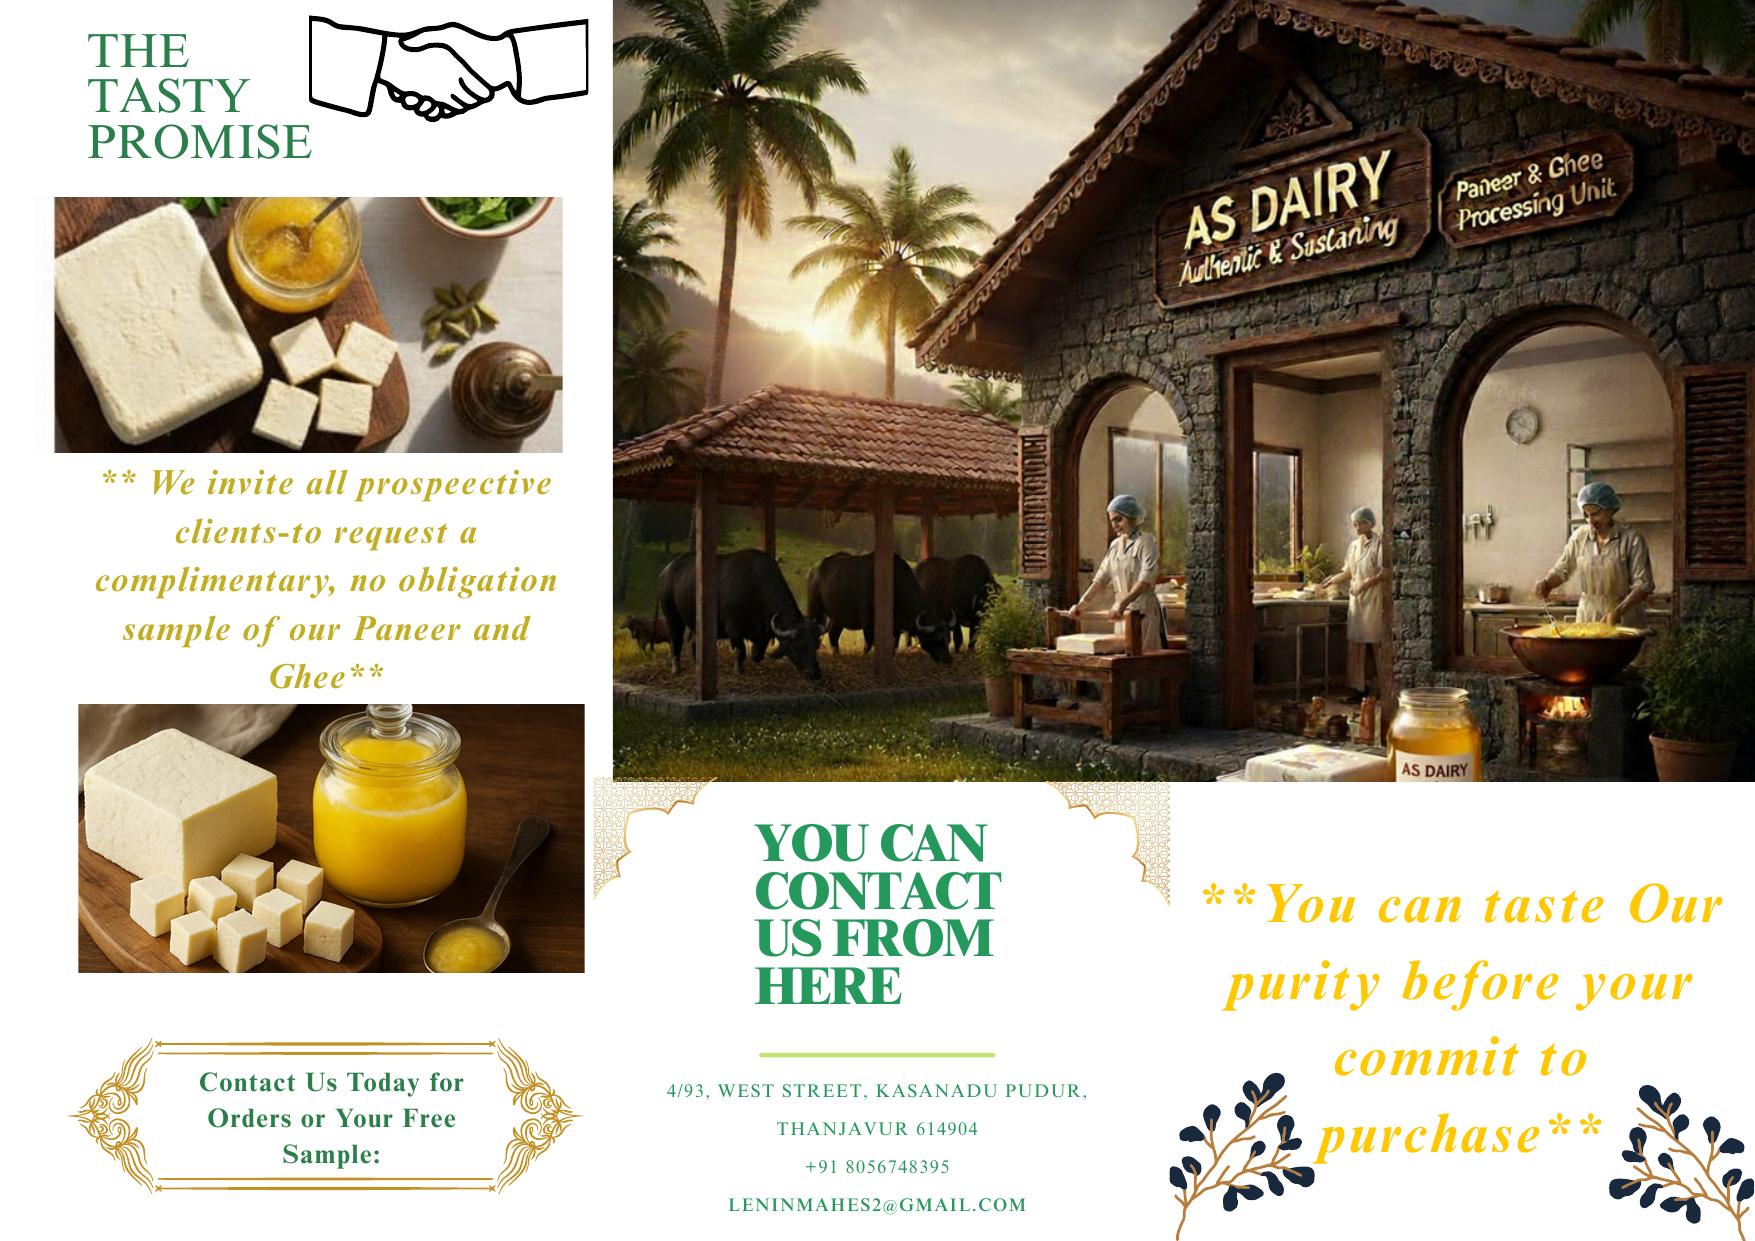 THE
TASTY
PROMISE
** We invite all prospeective
clients-to request a
complimentary, no obligation
sample of our Paneer and
Ghee**
Contact Us Today for
Orders or Your Free
Sample:
AS DAIRY
Authentic & Sustaning
Paneer & Ghee
Processing Unit
AS DAIRY
YOU CAN
CONTACT
US FROM
HERE
4/93, WEST STREET, KASANADU PUDUR,
THANJAVUR 614904
+91 8056748395
LENINMAHES2@GMAIL.COM
**You can taste Our
purity before your
commit to
purchase**